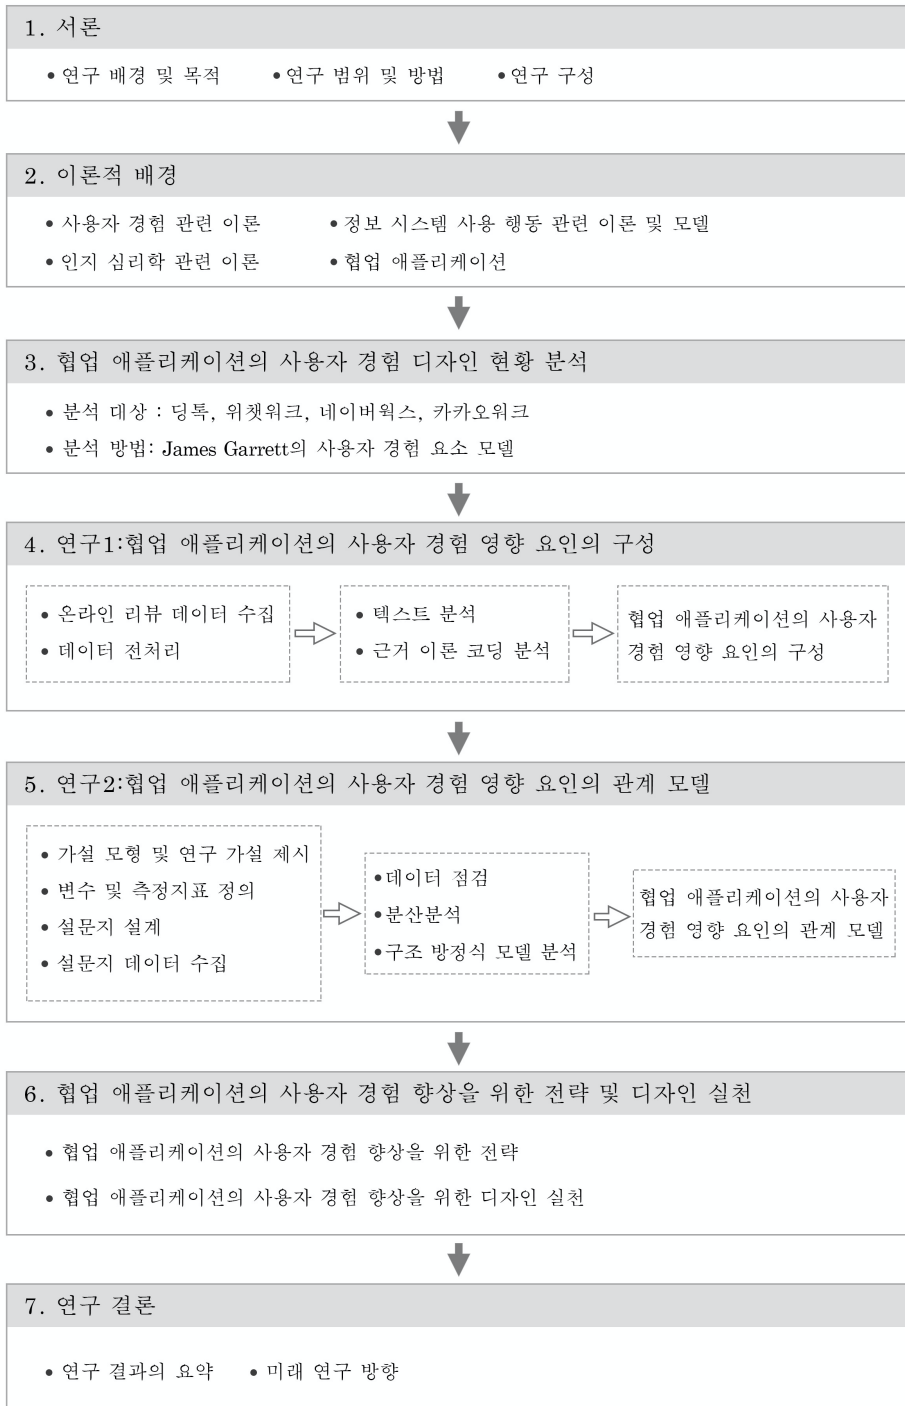 1. 서론
• 연구 배경 및 목적 • 연구 범위 및 방법 • 연구 구성
2. 이론적 배경
• 사용자 경험 관련 이론 • 정보 시스템 사용 행동 관련 이론 및 모델
• 인지 심리학 관련 이론 • 협업 애플리케이션
3. 협업 애플리케이션의 사용자 경험 디자인 현황 분석
• 분석 대상 : 딩톡, 위챗워크, 네이버웍스, 카카오워크
• 분석 방법: James Garrett의 사용자 경험 요소 모델
4. 연구1:협업 애플리케이션의 사용자 경험 영향 요인의 구성
• 온라인 리뷰 데이터 수집
• 데이터 전처리
• 텍스트 분석
• 근거 이론 코딩 분석
협업 애플리케이션의 사용자
경험 영향 요인의 구성
5. 연구2:협업 애플리케이션의 사용자 경험 영향 요인의 관계 모델
• 가설 모형 및 연구 가설 제시
• 변수 및 측정지표 정의
• 설문지 설계
• 설문지 데이터 수집
•데이터 점검
•분산분석
•구조 방정식 모델 분석
협업 애플리케이션의 사용자
경험 영향 요인의 관계 모델
6. 협업 애플리케이션의 사용자 경험 향상을 위한 전략 및 디자인 실천
• 협업 애플리케이션의 사용자 경험 향상을 위한 전략
• 협업 애플리케이션의 사용자 경험 향상을 위한 디자인 실천
7. 연구 결론
• 연구 결과의 요약 • 미래 연구 방향